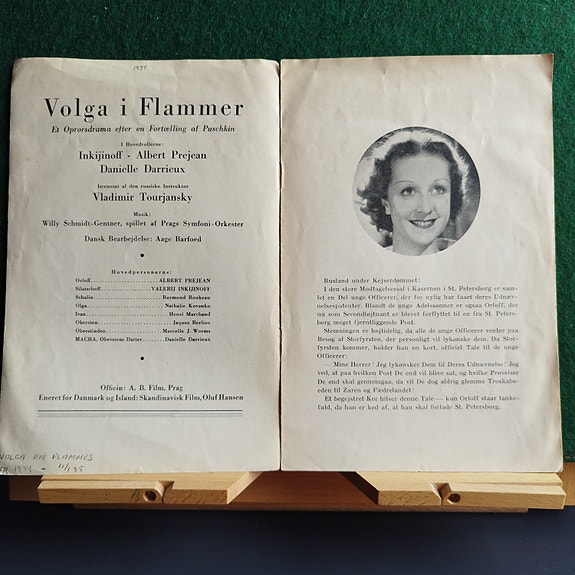 1934
Volga i Flammer
Et Oprørsdrama efter en Fortælling af Puschkin
I Hovedrollerne:
Inkijinoff - Albert Prejean
Danielle Darrieux
Iscenesat af den russiske Instruktør
Vladimir Tourjansky
Musik:
Willy Schmidt-Gentner, spillet af Prags Symfoni-Orkester
Dansk Bearbejdelse: Aage Barfoed
Hovedpersonerne:
Orloff ALBERT PREJEAN
Silatschoff VALERIJ INKIJINOFF
Schalin Raymond Rouleau
Olga Nathalie Kovanko
Ivan Henri Marchand
Obersten Jaques Berlioz
Oberstinden Marcelle J. Worms
MACHA, Oberstens Datter Danielle Darrieux
Officin: A. B. Film, Prag
Eneret for Danmark og Island: Skandinavisk Film, Oluf Hansen
VOLGA EN FLAMMES
FR 1934 - 11/1 35
Rusland under Kejserdømmet!
I den store Modtagelsessal i Kasernen i St. Petersborg er sam-
let en Del unge Officerer, der for nylig har faaet deres Udnæv-
nelsespatenter. Blandt de unge Adelssønner er ogsaa Orloff, der
nu som Secondløjtnant er blevet forflyttet til en fra St. Peters-
borg meget fjerntliggende Post.
Stemningen er højtidelig, da alle de unge Officerer venter paa
Besøg af Storfyrsten, der personligt vil lykønske dem. Da Stor-
fyrsten kommer, holder han en kort, officiel Tale til de unge
Officerer:
— Mine Herrer! Jeg lykønsker Dem til Deres Udnævnelse! Jeg
ved, at paa hvilken Post De end vil blive sat, og hvilke Prøvelser
De end skal gennemgaa, da vil De dog aldrig glemme Troskabs-
eden til Zaren og Fædrelandet!
Et begejstret Kor hilser denne Tale — kun Orloff staar tanke-
fuld, da han er ked af, at han skal forlade St. Petersborg.